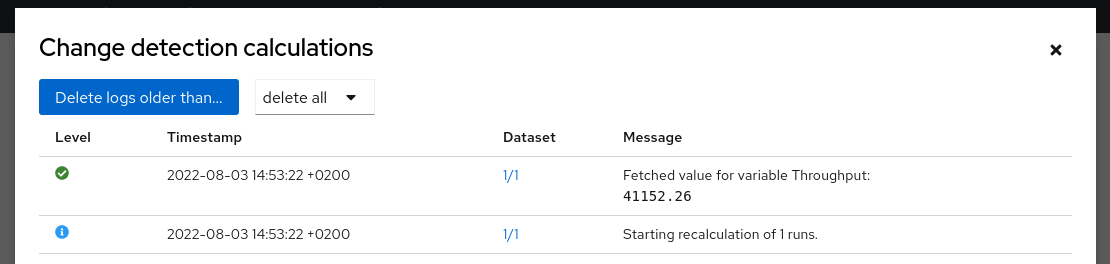 Change detection calculations
Delete logs older than... delete all
Level Timestamp Dataset Message
2022-08-03 14:53:22 +0200 1/1 Fetched value for variable Throughput:
41152.26
2022-08-03 14:53:22 +0200 1/1 Starting recalculation of 1 runs.